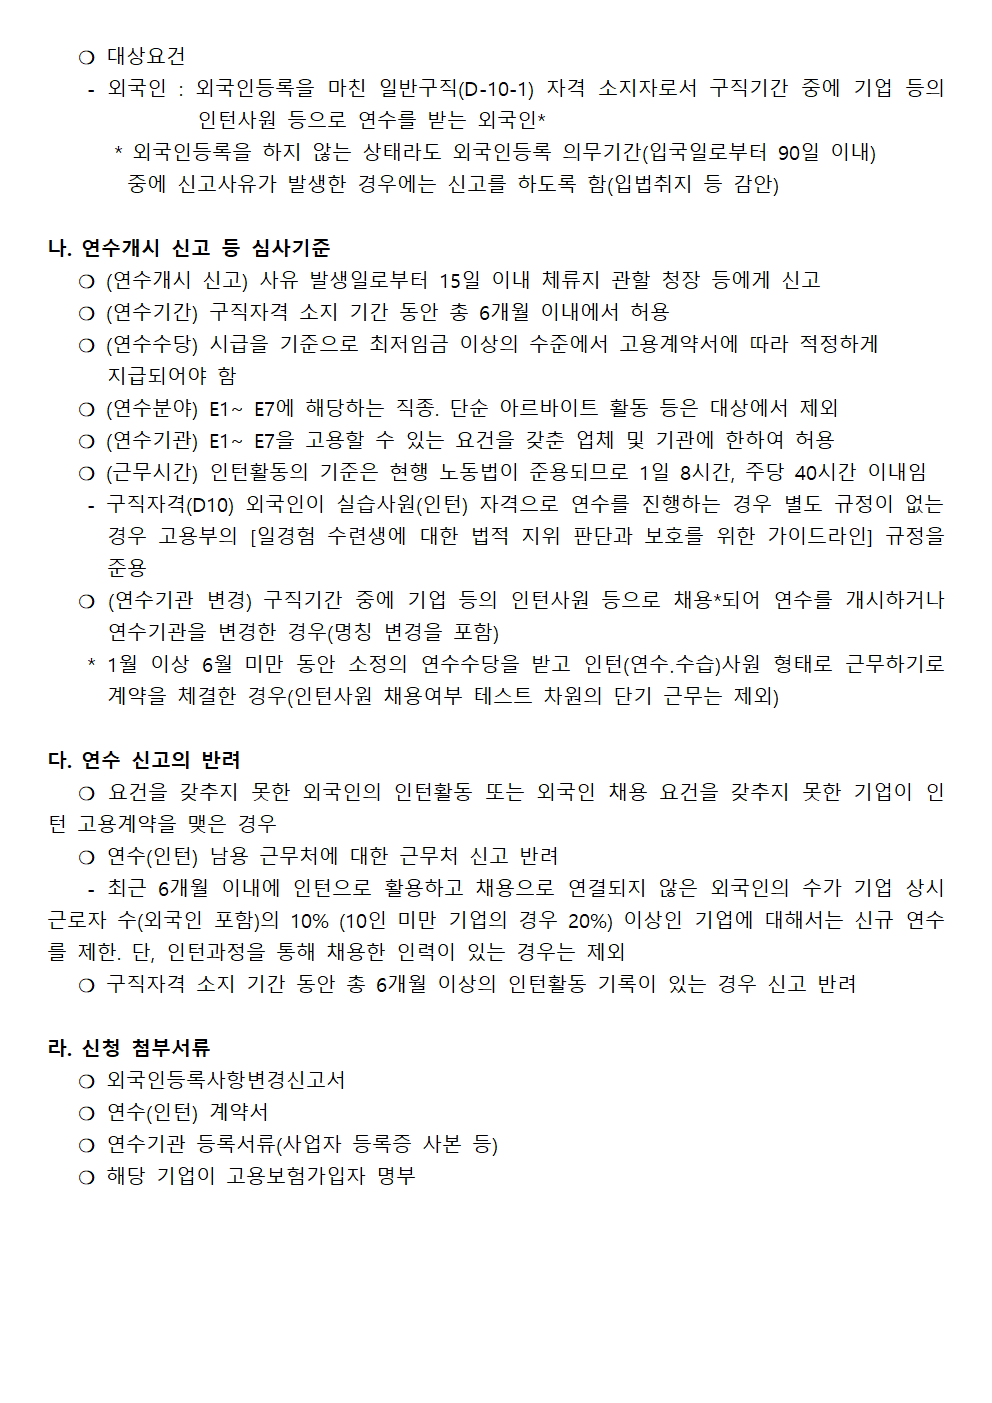 ❍ 대상요건
- 외국인 : 외국인등록을 마친 일반구직(D-10-1) 자격 소지자로서 구직기간 중에 기업 등의
인턴사원 등으로 연수를 받는 외국인*
* 외국인등록을 하지 않는 상태라도 외국인등록 의무기간(입국일로부터 90일 이내)
중에 신고사유가 발생한 경우에는 신고를 하도록 함(입법취지 등 감안)
나. 연수개시 신고 등 심사기준
❍ (연수개시 신고) 사유 발생일로부터 15일 이내 체류지 관할 청장 등에게 신고
❍ (연수기간) 구직자격 소지 기간 동안 총 6개월 이내에서 허용
❍ (연수수당) 시급을 기준으로 최저임금 이상의 수준에서 고용계약서에 따라 적정하게
지급되어야 함
❍ (연수분야) E1~ E7에 해당하는 직종. 단순 아르바이트 활동 등은 대상에서 제외
❍ (연수기관) E1~ E7을 고용할 수 있는 요건을 갖춘 업체 및 기관에 한하여 허용
❍ (근무시간) 인턴활동의 기준은 현행 노동법이 준용되므로 1일 8시간, 주당 40시간 이내임
- 구직자격(D10) 외국인이 실습사원(인턴) 자격으로 연수를 진행하는 경우 별도 규정이 없는
경우 고용부의 [일경험 수련생에 대한 법적 지위 판단과 보호를 위한 가이드라인] 규정을
준용
❍ (연수기관 변경) 구직기간 중에 기업 등의 인턴사원 등으로 채용*되어 연수를 개시하거나
연수기관을 변경한 경우(명칭 변경을 포함)
* 1월 이상 6월 미만 동안 소정의 연수수당을 받고 인턴(연수.수습)사원 형태로 근무하기로
계약을 체결한 경우(인턴사원 채용여부 테스트 차원의 단기 근무는 제외)
다. 연수 신고의 반려
❍ 요건을 갖추지 못한 외국인의 인턴활동 또는 외국인 채용 요건을 갖추지 못한 기업이 인
턴 고용계약을 맺은 경우
❍ 연수(인턴) 남용 근무처에 대한 근무처 신고 반려
- 최근 6개월 이내에 인턴으로 활용하고 채용으로 연결되지 않은 외국인의 수가 기업 상시
근로자 수(외국인 포함)의 10% (10인 미만 기업의 경우 20%) 이상인 기업에 대해서는 신규 연수
를 제한. 단, 인턴과정을 통해 채용한 인력이 있는 경우는 제외
❍ 구직자격 소지 기간 동안 총 6개월 이상의 인턴활동 기록이 있는 경우 신고 반려
라. 신청 첨부서류
❍ 외국인등록사항변경신고서
❍ 연수(인턴) 계약서
❍ 연수기관 등록서류(사업자 등록증 사본 등)
❍ 해당 기업이 고용보험가입자 명부